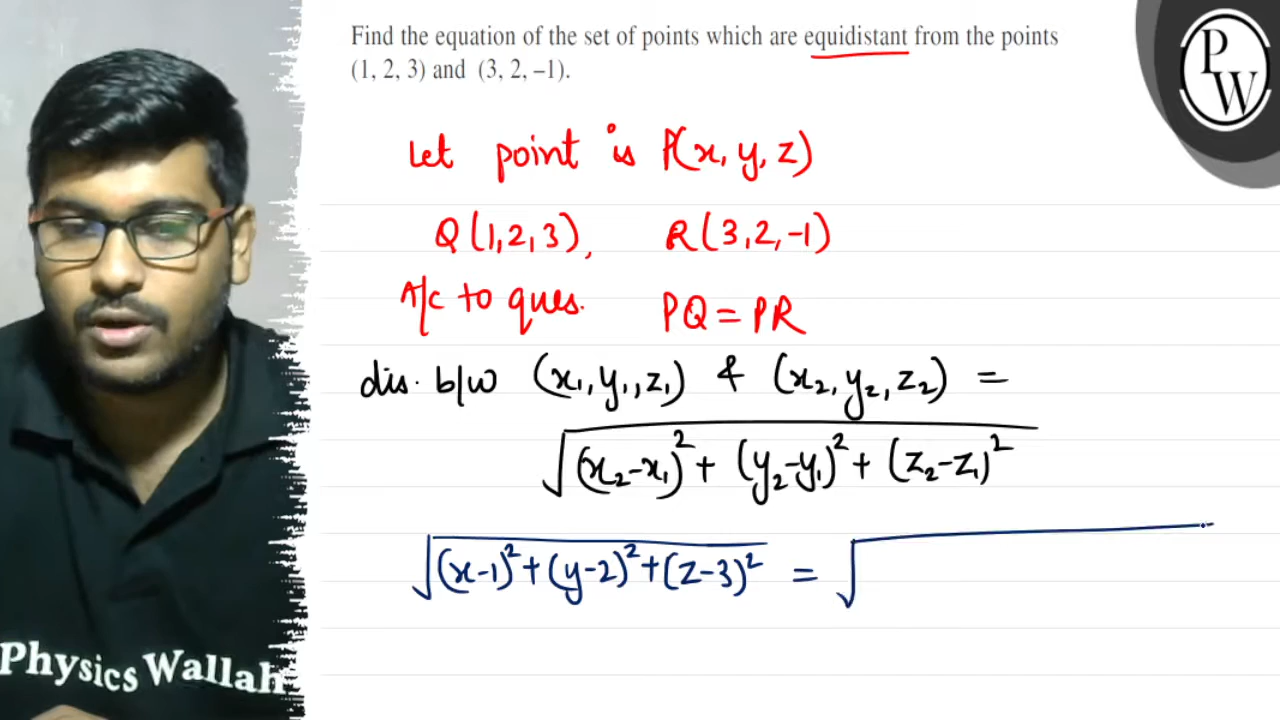 Find the equation of the set of points which are equidistant from the points
(1, 2, 3) and (3, 2, –1).
PW
Let point is P(x, y, z)
Q(1,2,3), R(3,2,-1)
A/c to ques. PQ = PR
dis. b/w (x₁, y₁, z₁) & (x₂, y₂, z₂) =
√((x₂-x₁)² + (y₂-y₁)² + (z₂-z₁)²)
√((x-1)² + (y-2)² + (z-3)²) = √
Physics Wallah